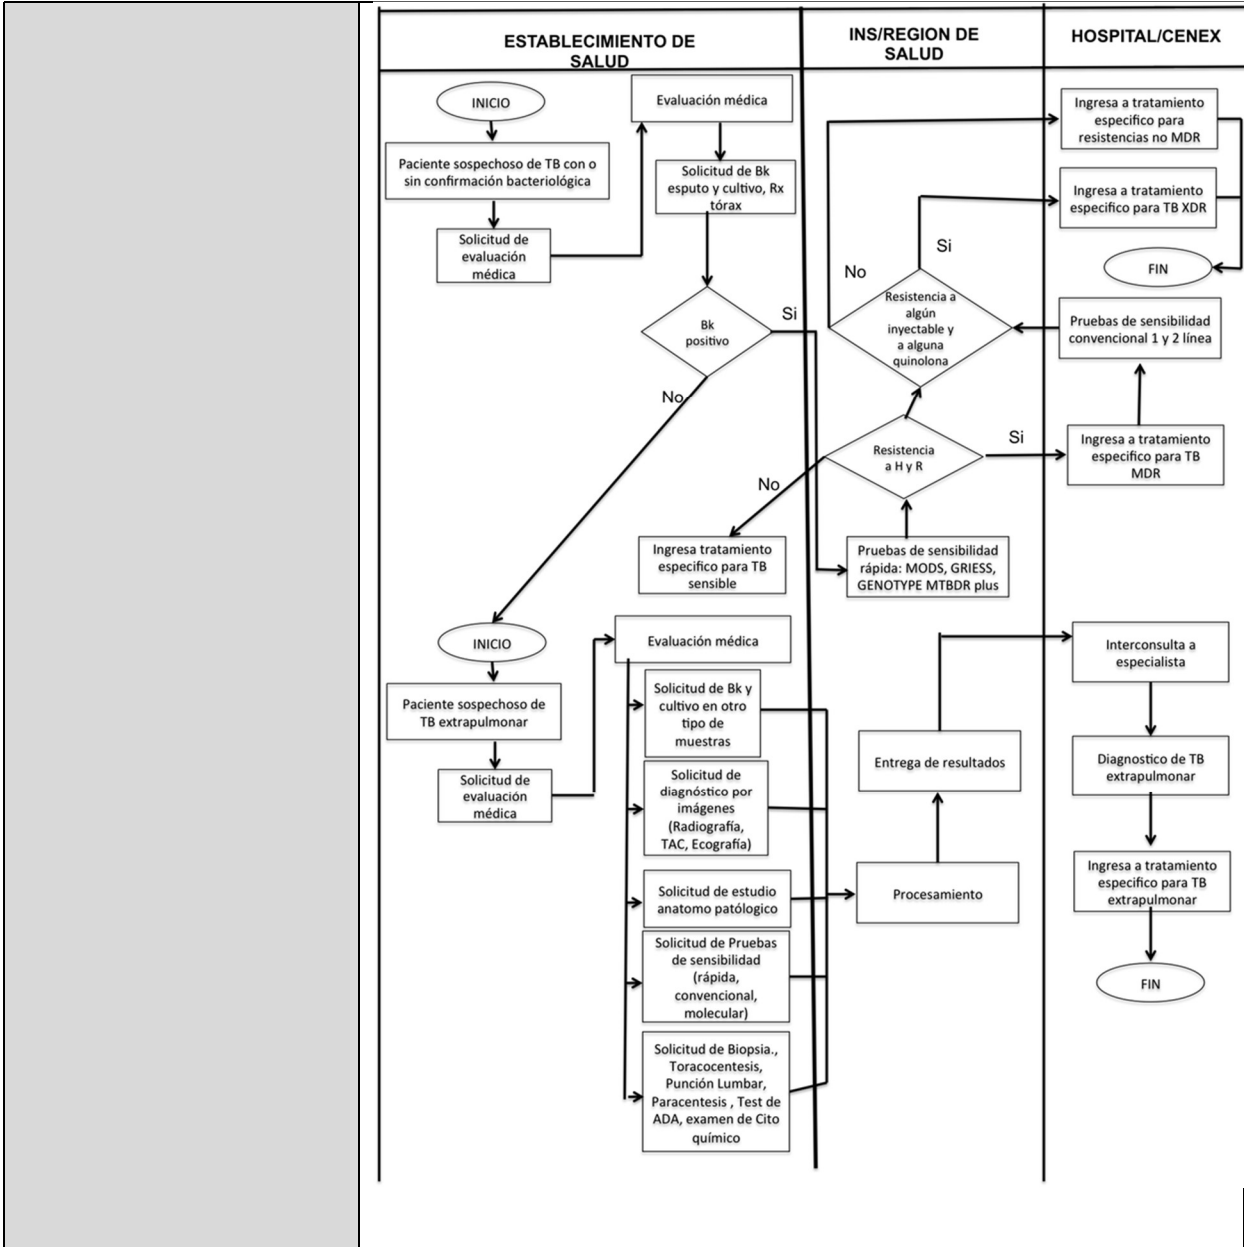 ESTABLECIMIENTO DE
SALUD
INS/REGION DE
SALUD
HOSPITAL/CENEX
INICIO
Paciente sospechoso de TB con o
sin confirmación bacteriológica
Solicitud de
evaluación
médica
Evaluación médica
Solicitud de Bk
esputo y cultivo, Rx
tórax
Bk
positivo
Si
No
Ingresa tratamiento
especifico para TB
sensible
Pruebas de sensibilidad
rápida: MODS, GRIESS,
GENOTYPE MTBDR plus
Resistencia
a H y R
No
Si
Ingresa a tratamiento
especifico para TB
MDR
Pruebas de sensibilidad
convencional 1 y 2 línea
Resistencia a
algún
inyectable y
a alguna
quinolona
No
Si
Ingresa a tratamiento
especifico para
resistencias no MDR
Ingresa a tratamiento
especifico para TB XDR
FIN
INICIO
Paciente sospechoso de
TB extrapulmonar
Solicitud de
evaluación
médica
Evaluación médica
Solicitud de Bk y
cultivo en otro
tipo de
muestras
Solicitud de
diagnóstico por
imágenes
(Radiografía,
TAC, Ecografía)
Solicitud de estudio
anatomo patólogico
Solicitud de Pruebas
de sensibilidad
(rápida,
convencional,
molecular)
Solicitud de Biopsia.,
Toracocentesis,
Punción Lumbar,
Paracentesis , Test de
ADA, examen de Cito
químico
Procesamiento
Entrega de resultados
Interconsulta a
especialista
Diagnostico de TB
extrapulmonar
Ingresa a tratamiento
especifico para TB
extrapulmonar
FIN